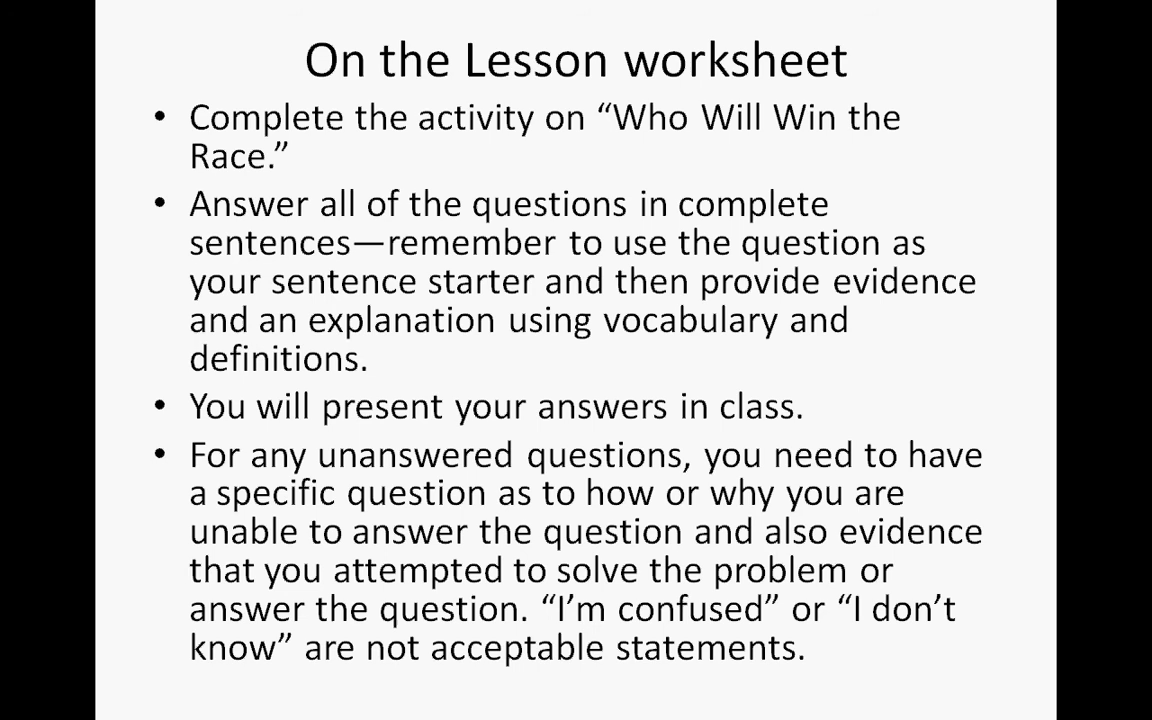 On the Lesson worksheet
• Complete the activity on “Who Will Win the
Race.”
• Answer all of the questions in complete
sentences—remember to use the question as
your sentence starter and then provide evidence
and an explanation using vocabulary and
definitions.
• You will present your answers in class.
• For any unanswered questions, you need to have
a specific question as to how or why you are
unable to answer the question and also evidence
that you attempted to solve the problem or
answer the question. “I’m confused” or “I don’t
know” are not acceptable statements.